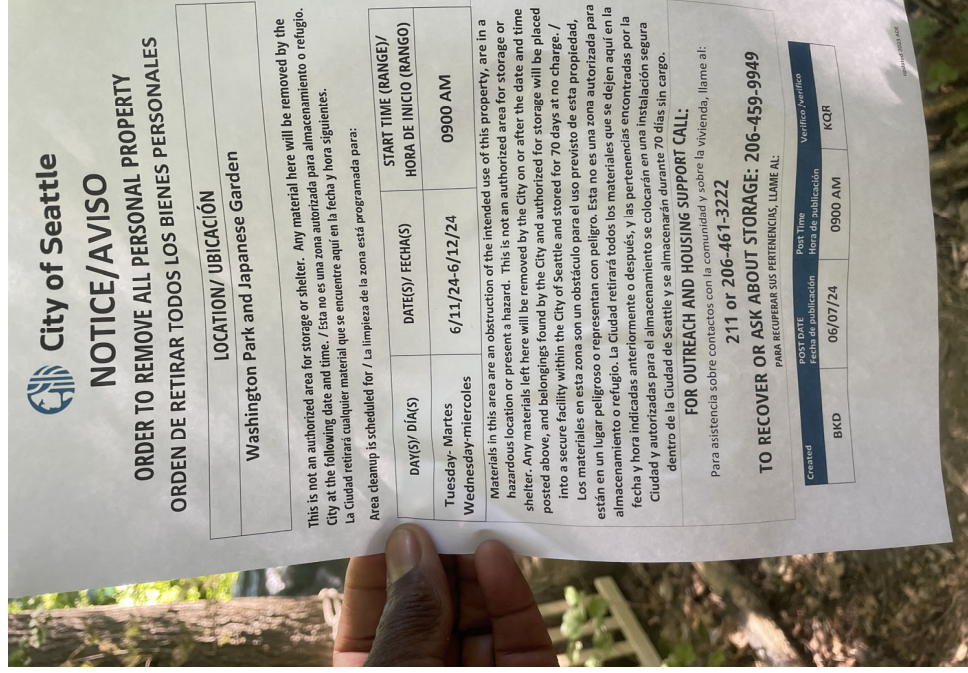 City of Seattle
NOTICE/AVISO
ORDER TO REMOVE ALL PERSONAL PROPERTY
ORDEN DE RETIRAR TODOS LOS BIENES PERSONALES
LOCATION/ UBICACIÓN
Washington Park and Japanese Garden
This is not an authorized area for storage or shelter. Any material here will be removed by the
City at the following date and time. / Esta no es una zona autorizada para almacenamiento o refugio.
La Ciudad retirará cualquier material que se encuentre aquí en la fecha y hora siguientes.
Area cleanup is scheduled for / La limpieza de la zona está programada para:
DAY(S)/ DÍA(S)
DATE(S)/ FECHA(S)
START TIME (RANGE)/
HORA DE INICIO (RANGO)
Tuesday- Martes
Wednesday-miercoles
6/11/24-6/12/24
0900 AM
Materials in this area are an obstruction of the intended use of this property, are in a
hazardous location or present a hazard. This is not an authorized area for storage or
shelter. Any materials left here will be removed by the City on or after the date and time
posted above, and belongings found by the City and authorized for storage will be placed
into a secure facility within the City of Seattle and stored for 70 days at no charge. /
Los materiales en esta zona son un obstáculo para el uso previsto de esta propiedad,
están en un lugar peligroso o representan con peligro. Esta no es una zona autorizada para
almacenamiento o refugio. La Ciudad retirará todos los materiales que se dejen aquí en la
fecha y hora indicadas anteriormente o después, y las pertenencias encontradas por la
Ciudad y autorizadas para el almacenamiento se colocarán en una instalación segura
dentro de la Ciudad de Seattle y se almacenarán durante 70 días sin cargo.
FOR OUTREACH AND HOUSING SUPPORT CALL:
Para asistencia sobre contactos con la comunidad y sobre la vivienda, llame al:
211 or 206-461-3222
TO RECOVER OR ASK ABOUT STORAGE: 206-459-9949
PARA RECUPERAR SUS PERTENENCIAS, LLAME AL:
Created
POST DATE
Fecha de publicación
Post Time
Hora de publicación
Verifico /verifico
BKD
06/07/24
0900 AM
KQR